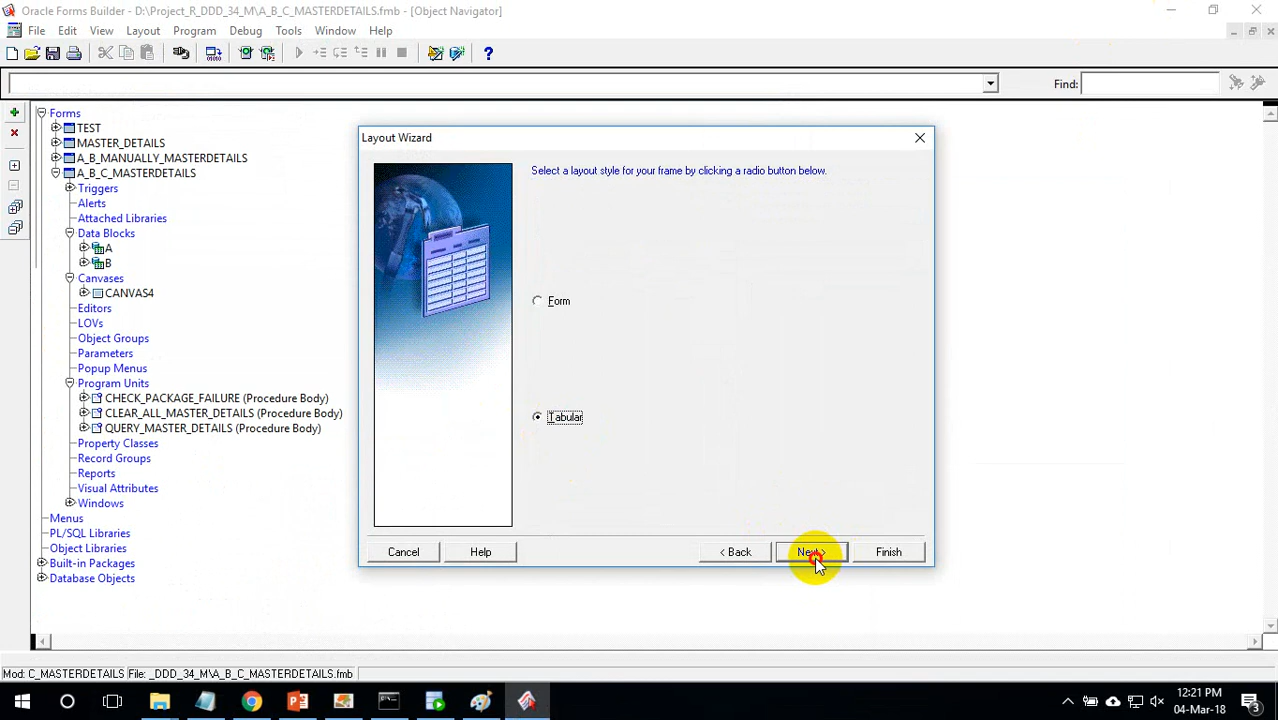 Oracle Forms Builder - D:\Project_R_DDD_34_M\A_B_C_MASTERDETAILS.fmb - [Object Navigator]
File Edit View Layout Program Debug Tools Window Help
Find:
Forms
TEST
MASTER_DETAILS
A_B_MANUALLY_MASTERDETAILS
A_B_C_MASTERDETAILS
Triggers
Alerts
Attached Libraries
Data Blocks
A
B
Canvases
CANVAS4
Editors
LOVs
Object Groups
Parameters
Popup Menus
Program Units
CHECK_PACKAGE_FAILURE (Procedure Body)
CLEAR_ALL_MASTER_DETAILS (Procedure Body)
QUERY_MASTER_DETAILS (Procedure Body)
Property Classes
Record Groups
Reports
Visual Attributes
Windows
Menus
PL/SQL Libraries
Object Libraries
Built-in Packages
Database Objects
Layout Wizard
Select a layout style for your frame by clicking a radio button below.
Form
Tabular
Cancel Help < Back Next > Finish
Mod: C_MASTERDETAILS File: _DDD_34_M\A_B_C_MASTERDETAILS.fmb
12:21 PM
04-Mar-18
3